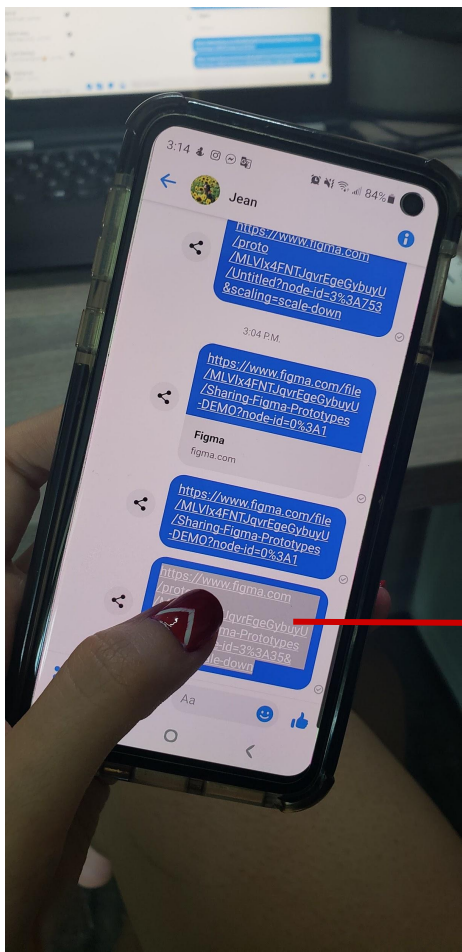 3:14
84%
Jean
https://www.figma.com
/proto
/MLVIx4FNTJqvrEgeGybuyU
/Untitled?node-id=3%3A753
&scaling=scale-down
3:04 P.M.
https://www.figma.com/file
/MLVIx4FNTJqvrEgeGybuyU
/Sharing-Figma-Prototypes
-DEMO?node-id=0%3A1
Figma
figma.com
https://www.figma.com/file
/MLVIx4FNTJqvrEgeGybuyU
/Sharing-Figma-Prototypes
-DEMO?node-id=0%3A1
https://www.figma.com
JqvrEgeGybuyU
ma-Prototypes
-id=3%3A35&
le-down
Aa